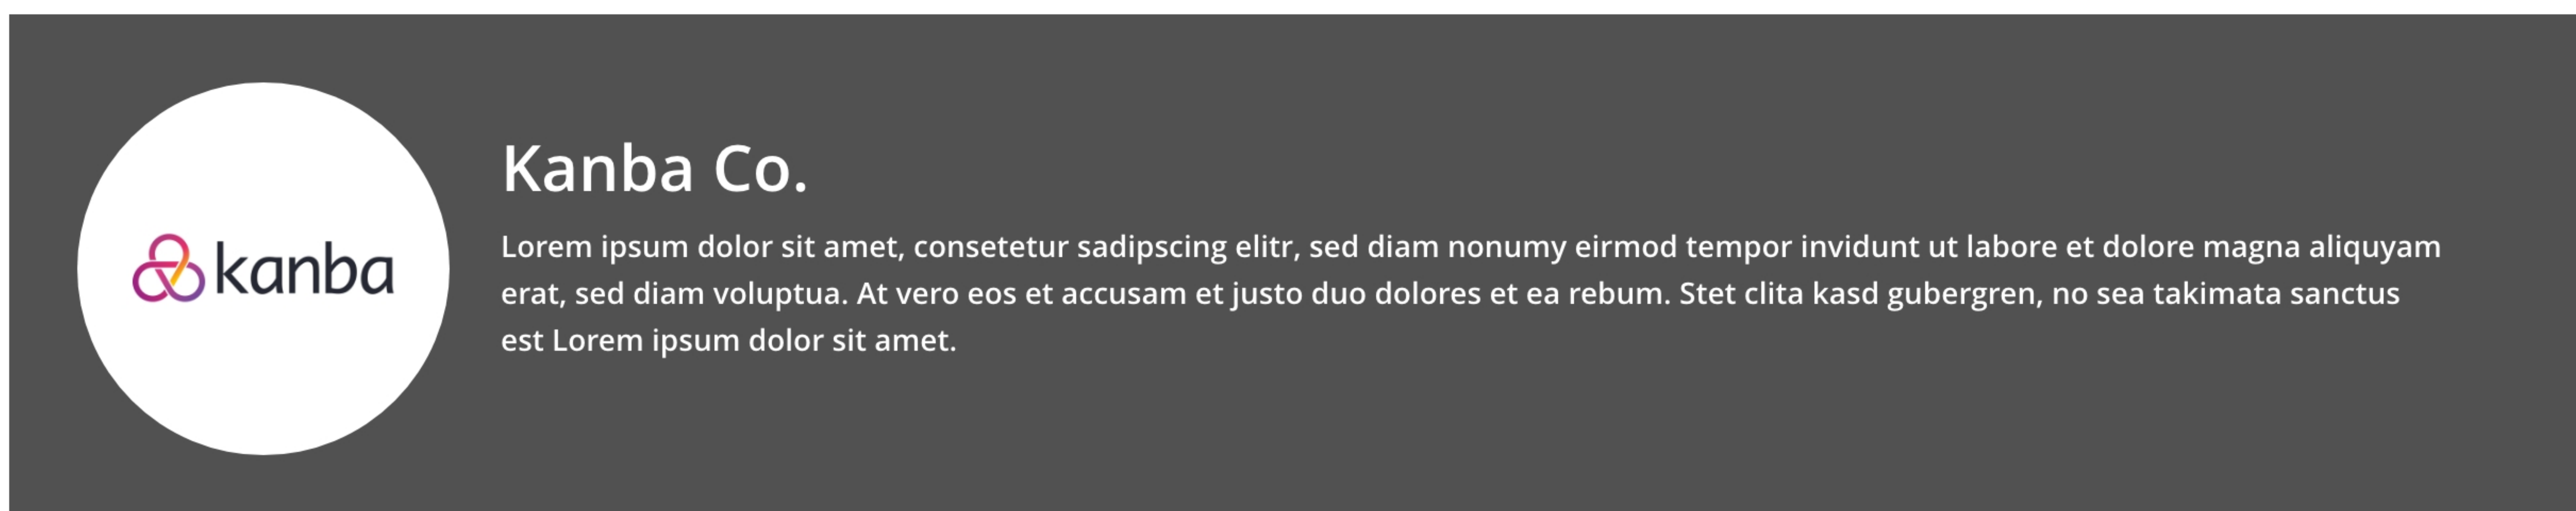 kanba
Kanba Co.
Lorem ipsum dolor sit amet, consetetur sadipscing elitr, sed diam nonumy eirmod tempor invidunt ut labore et dolore magna aliquyam
erat, sed diam voluptua. At vero eos et accusam et justo duo dolores et ea rebum. Stet clita kasd gubergren, no sea takimata sanctus
est Lorem ipsum dolor sit amet.